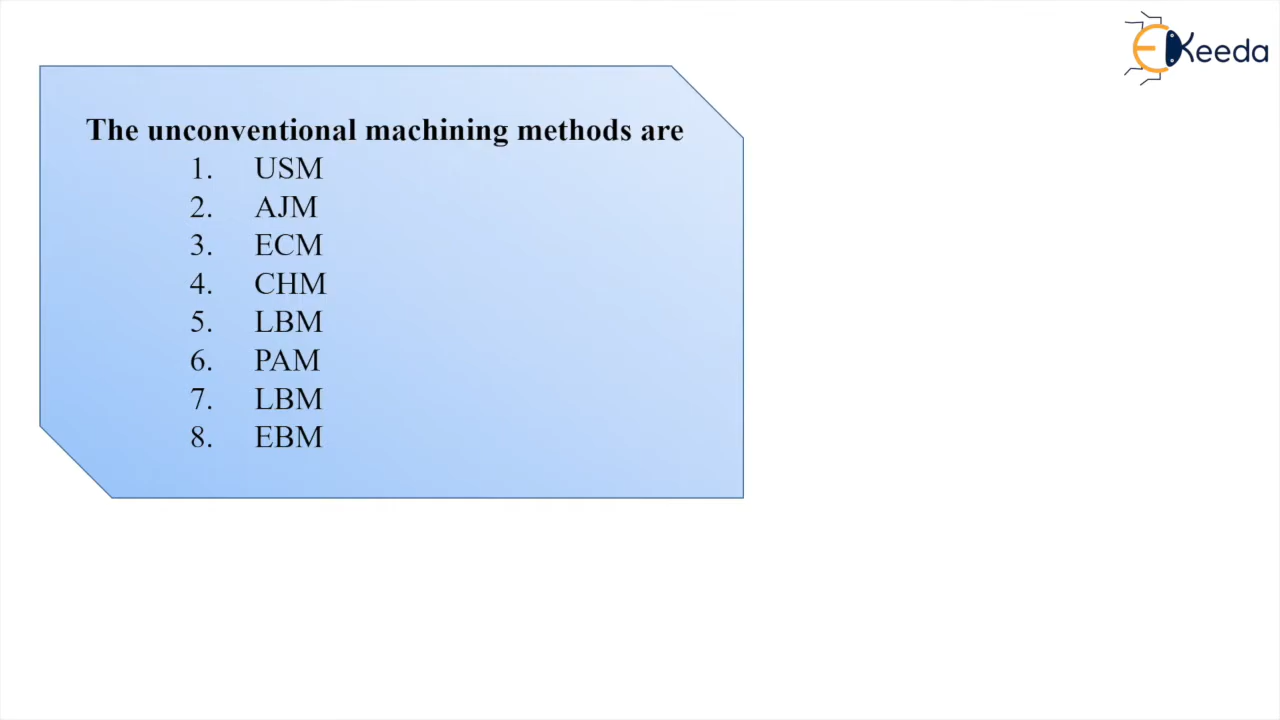 EKeeda
The unconventional machining methods are
1. USM
2. AJM
3. ECM
4. CHM
5. LBM
6. PAM
7. LBM
8. EBM